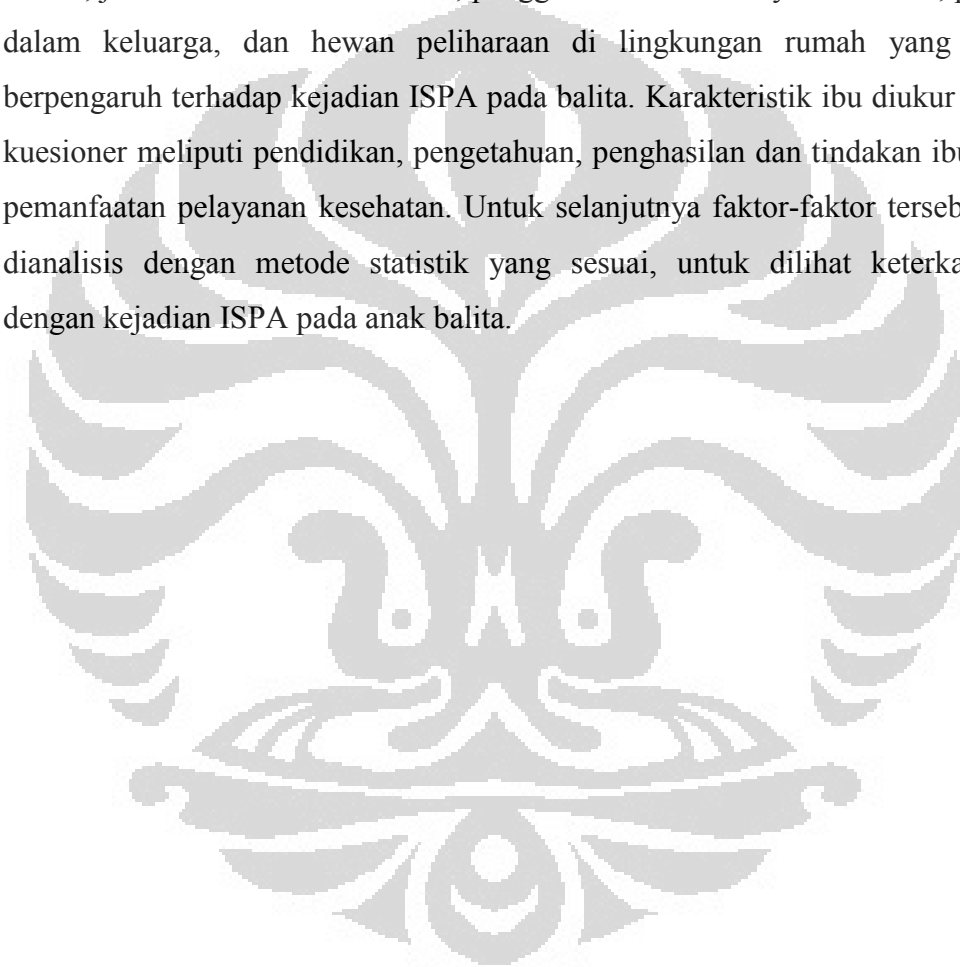 dalam keluarga, dan hewan peliharaan di lingkungan rumah yang
berpengaruh terhadap kejadian ISPA pada balita. Karakteristik ibu diukur
kuesioner meliputi pendidikan, pengetahuan, penghasilan dan tindakan ibu
pemanfaatan pelayanan kesehatan. Untuk selanjutnya faktor-faktor terseb
dianalisis dengan metode statistik yang sesuai, untuk dilihat keterka
dengan kejadian ISPA pada anak balita.